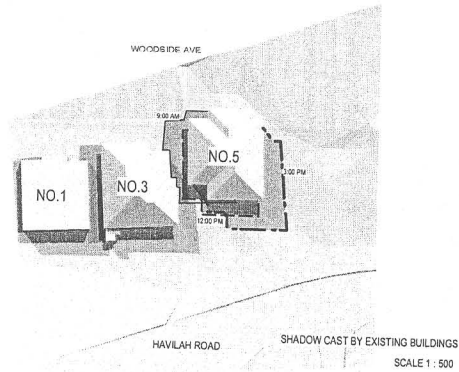 WOODSIDE AVE
9:00 AM
NO.5
3:00 PM
NO.3
NO.1
12:00 PM
HAVILAH ROAD
SHADOW CAST BY EXISTING BUILDINGS
SCALE 1 : 500